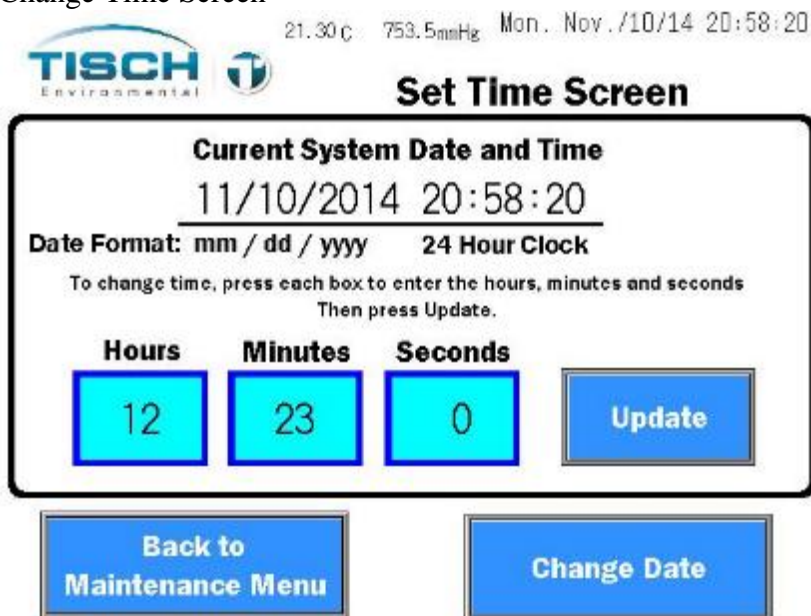 Change Time Screen
21.30 C 753.5mmHg Mon. Nov./10/14 20:58:20
TISCH
Environmental
Set Time Screen
Current System Date and Time
11/10/2014 20:58:20
Date Format: mm / dd / yyyy 24 Hour Clock
To change time, press each box to enter the hours, minutes and seconds
Then press Update.
Hours Minutes Seconds
12 23 0 Update
Back to
Maintenance Menu
Change Date